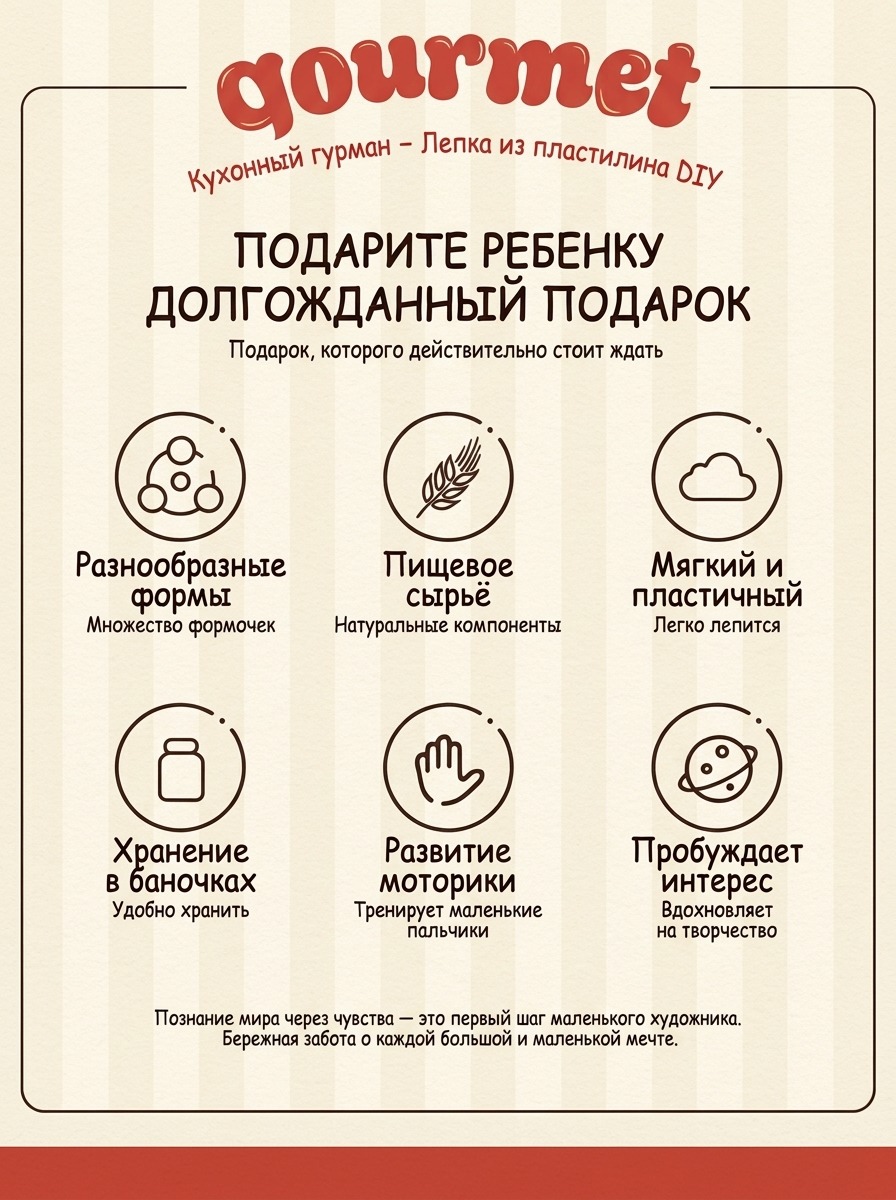 gourmet
Кухонный гурман – Лепка из пластилина DIY
ПОДАРИТЕ РЕБЕНКУ
ДОЛГОЖДАННЫЙ ПОДАРОК
Подарок, которого действительно стоит ждать
Разнообразные
формы
Множество формочек
Пищевое
сырьё
Натуральные компоненты
Мягкий и
пластичный
Легко лепится
Хранение
в баночках
Удобно хранить
Развитие
моторики
Тренирует маленькие
пальчики
Пробуждает
интерес
Вдохновляет
на творчество
Познание мира через чувства — это первый шаг маленького художника.
Бережная забота о каждой большой и маленькой мечте.